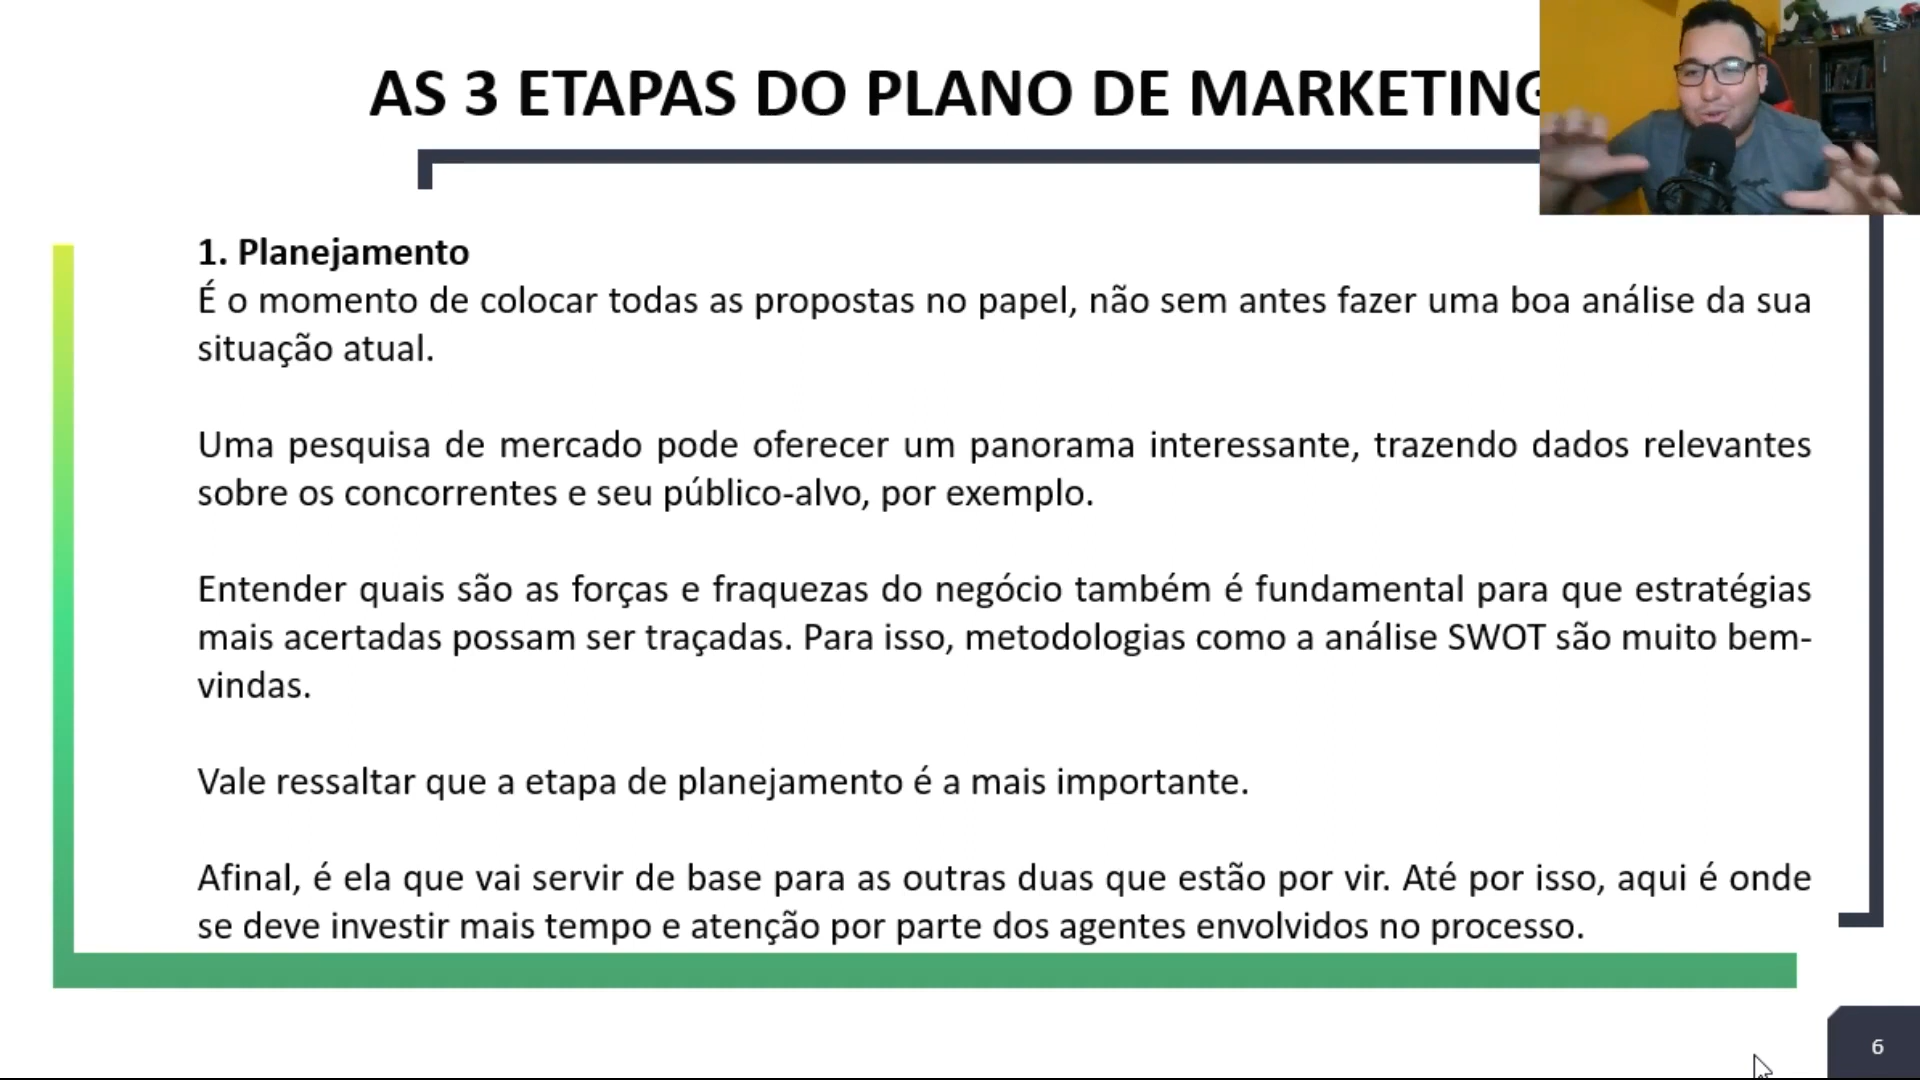 AS 3 ETAPAS DO PLANO DE MARKETING
1. Planejamento
É o momento de colocar todas as propostas no papel, não sem antes fazer uma boa análise da sua
situação atual.
Uma pesquisa de mercado pode oferecer um panorama interessante, trazendo dados relevantes
sobre os concorrentes e seu público-alvo, por exemplo.
Entender quais são as forças e fraquezas do negócio também é fundamental para que estratégias
mais acertadas possam ser traçadas. Para isso, metodologias como a análise SWOT são muito bem-
vindas.
Vale ressaltar que a etapa de planejamento é a mais importante.
Afinal, é ela que vai servir de base para as outras duas que estão por vir. Até por isso, aqui é onde
se deve investir mais tempo e atenção por parte dos agentes envolvidos no processo.
6